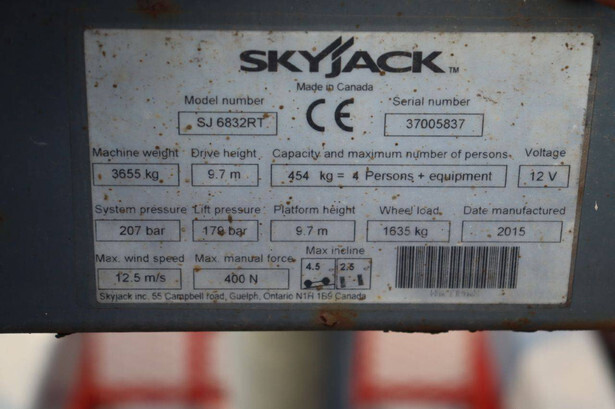 SKYJACK TM
Made in Canada
Model number Serial number
SJ 6832RT CE 37005837
Machine weight Drive height Capacity and maximum number of persons Voltage
3655 kg 9.7 m 454 kg = 4 Persons + equipment 12 V
System pressure Lift pressure Platform height Wheel load Date manufactured
207 bar 179 bar 9.7 m 1635 kg 2015
Max. wind speed Max. manual force Max incline
12.5 m/s 400 N 4.5
Skyjack inc. 55 Campbell road, Guelph, Ontario N1H 1B9 Canada